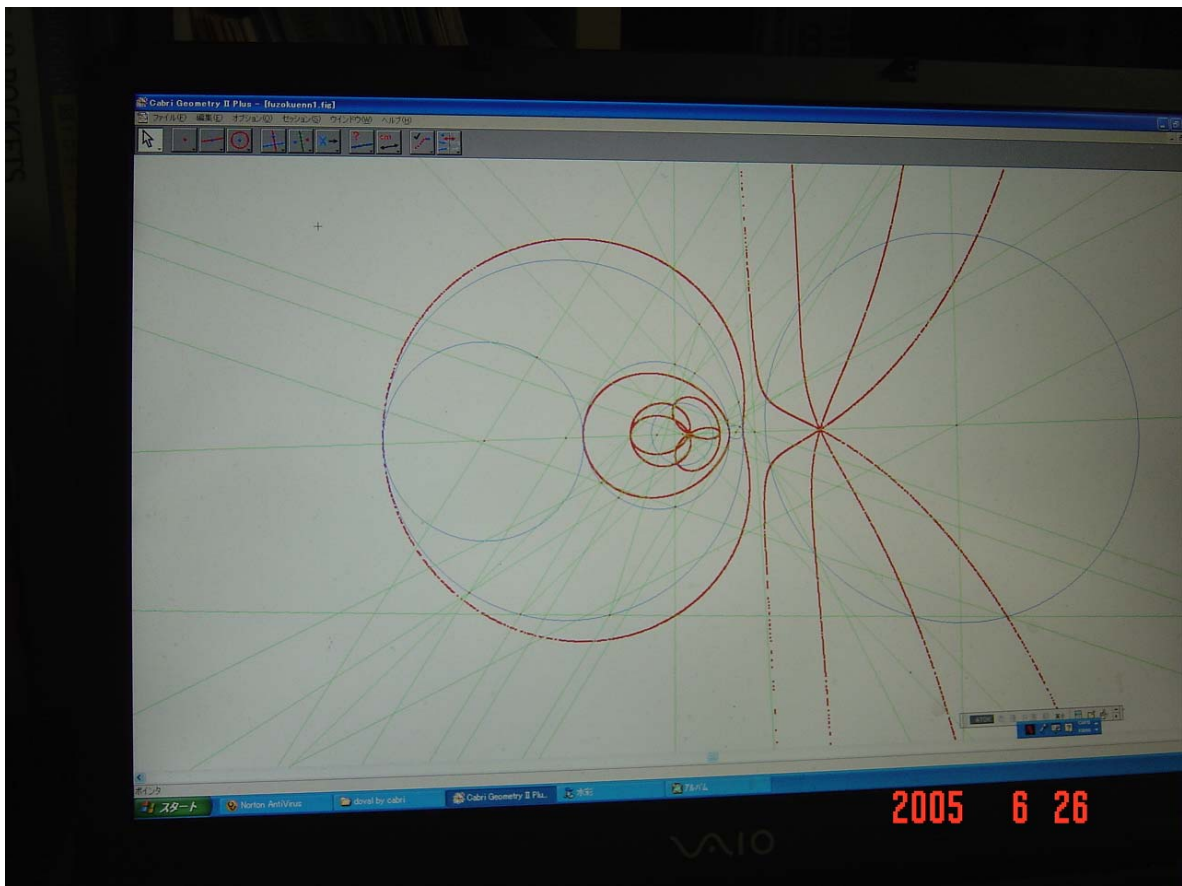 Cabri Geometry II Plus - [fuzokuenn1.fig]
ファイル(F) 編集(E) オプション(O) セッション(S) ウインドウ(W) ヘルプ(H)
ポインタ
スタート Norton AntiVirus doval by cabri Cabri Geometry II Plu.. 水彩 アルバム
2005 6 26
VAIO